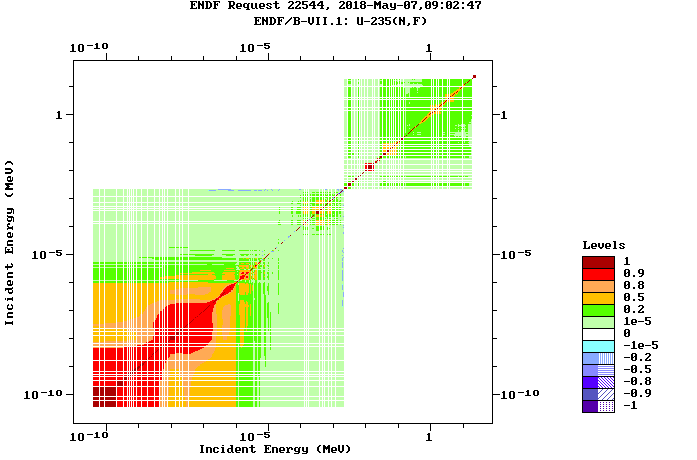 ENDF Request 22544, 2018-May-07,09:02:47
ENDF/B-VII.1: U-235(N,F)
10-10 10-5 1
1 1
10-5 10-5
10-10 10-10
Incident Energy (MeV)
10-10 10-5 1
Incident Energy (MeV)
Levels
1
0.9
0.8
0.5
0.2
1e-5
0
-1e-5
-0.2
-0.5
-0.8
-0.9
-1